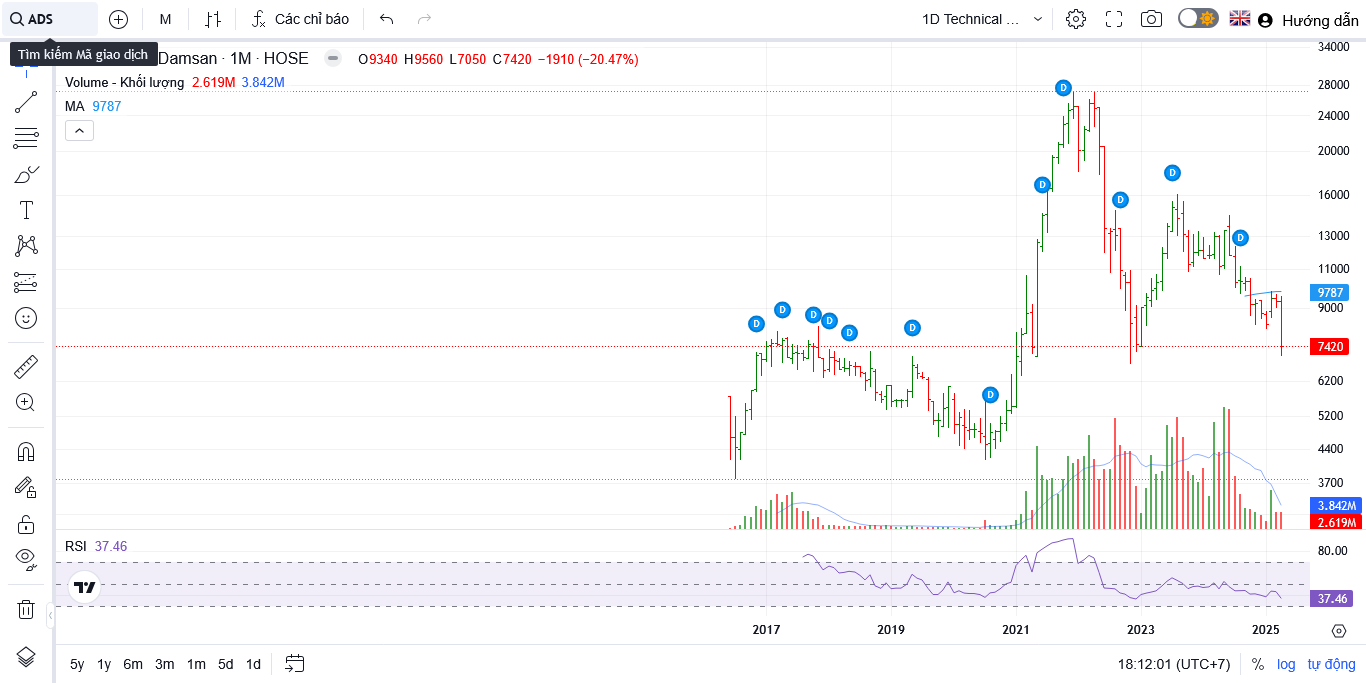 ADS M Các chỉ báo 1D Technical ... Hướng dẫn
Tìm kiếm Mã giao dịch
Damsan · 1M · HOSE O9340 H9560 L7050 C7420 −1910 (−20.47%)
Volume - Khối lượng 2.619M 3.842M
MA 9787
34000
28000
24000
20000
16000
13000
11000
9787
9000
7420
6200
5200
4400
3700
3.842M
2.619M
D
D
D
D
D
D
D
D
D
D
D
D
RSI 37.46
80.00
37.46
2017 2019 2021 2023 2025
5y 1y 6m 3m 1m 5d 1d 18:12:01 (UTC+7) % log tự động